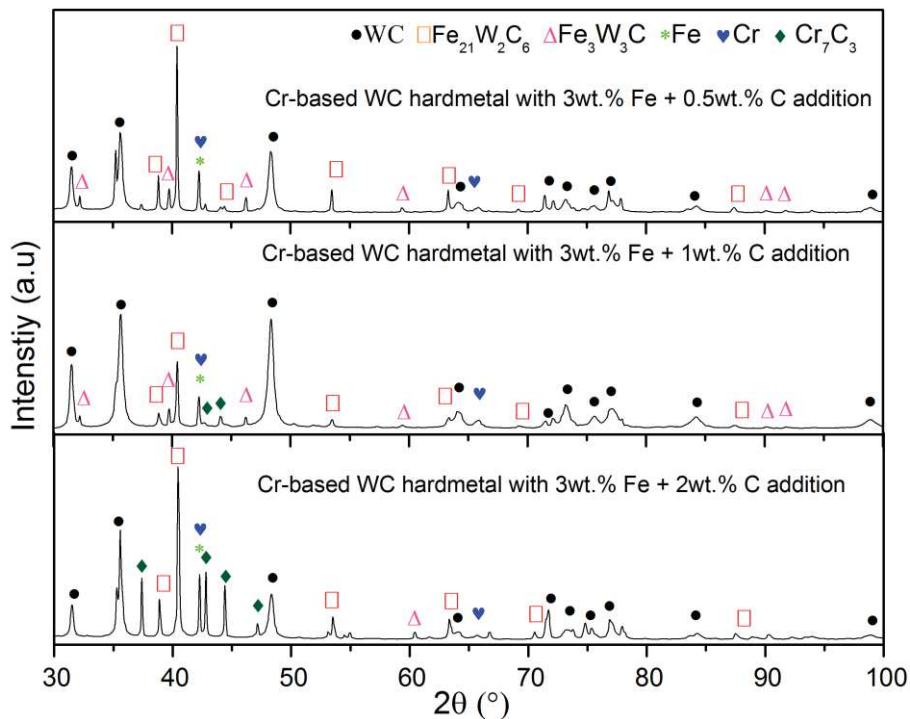 WC Fe21W2C6 Fe3W3C Fe Cr Cr7C3
Cr-based WC hardmetal with 3wt.% Fe + 0.5wt.% C addition
Cr-based WC hardmetal with 3wt.% Fe + 1wt.% C addition
Cr-based WC hardmetal with 3wt.% Fe + 2wt.% C addition
Intenstiy (a.u)
30 40 50 60 70 80 90 100
2θ (°)